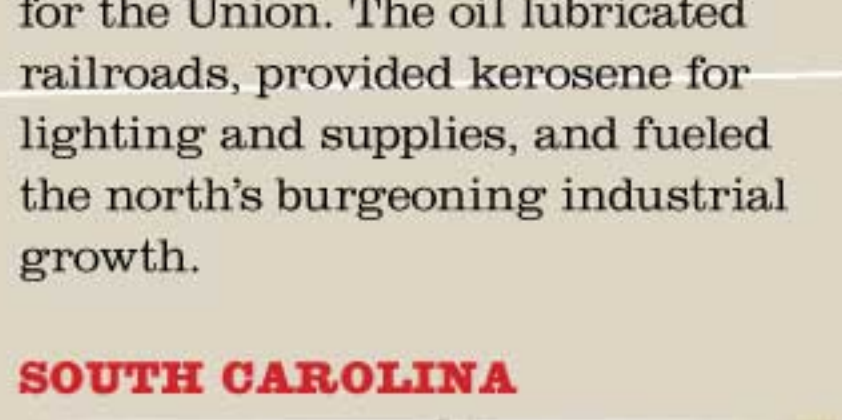 for the Union. The oil lubricated
railroads, provided kerosene for
lighting and supplies, and fueled
the north's burgeoning industrial
growth.
SOUTH CAROLINA